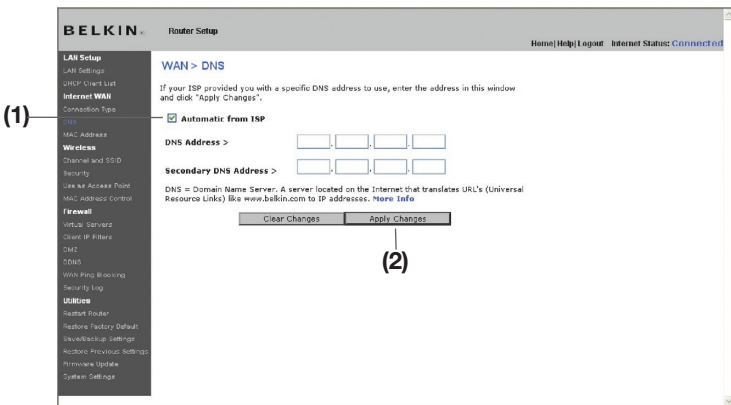 BELKIN®
Router Setup
Home|Help|Logout Internet Status: Connected
LAN Setup
LAN Settings
DHCP Client List
Internet WAN
Connection Type
DNS
MAC Address
Wireless
Channel and SSID
Security
Use as Access Point
MAC Address Control
Firewall
Virtual Servers
Client IP Filters
DMZ
DDNS
WAN Ping Blocking
Security Log
Utilities
Restart Router
Restore Factory Default
Save/Backup Settings
Restore Previous Settings
Firmware Update
System Settings
WAN > DNS
If your ISP provided you with a specific DNS address to use, enter the address in this window
and click "Apply Changes".
(1)
Automatic from ISP
DNS Address >
. . .
Secondary DNS Address >
. . .
DNS = Domain Name Server. A server located on the Internet that translates URL's (Universal
Resource Links) like www.belkin.com to IP addresses. More Info
Clear Changes
Apply Changes
(2)